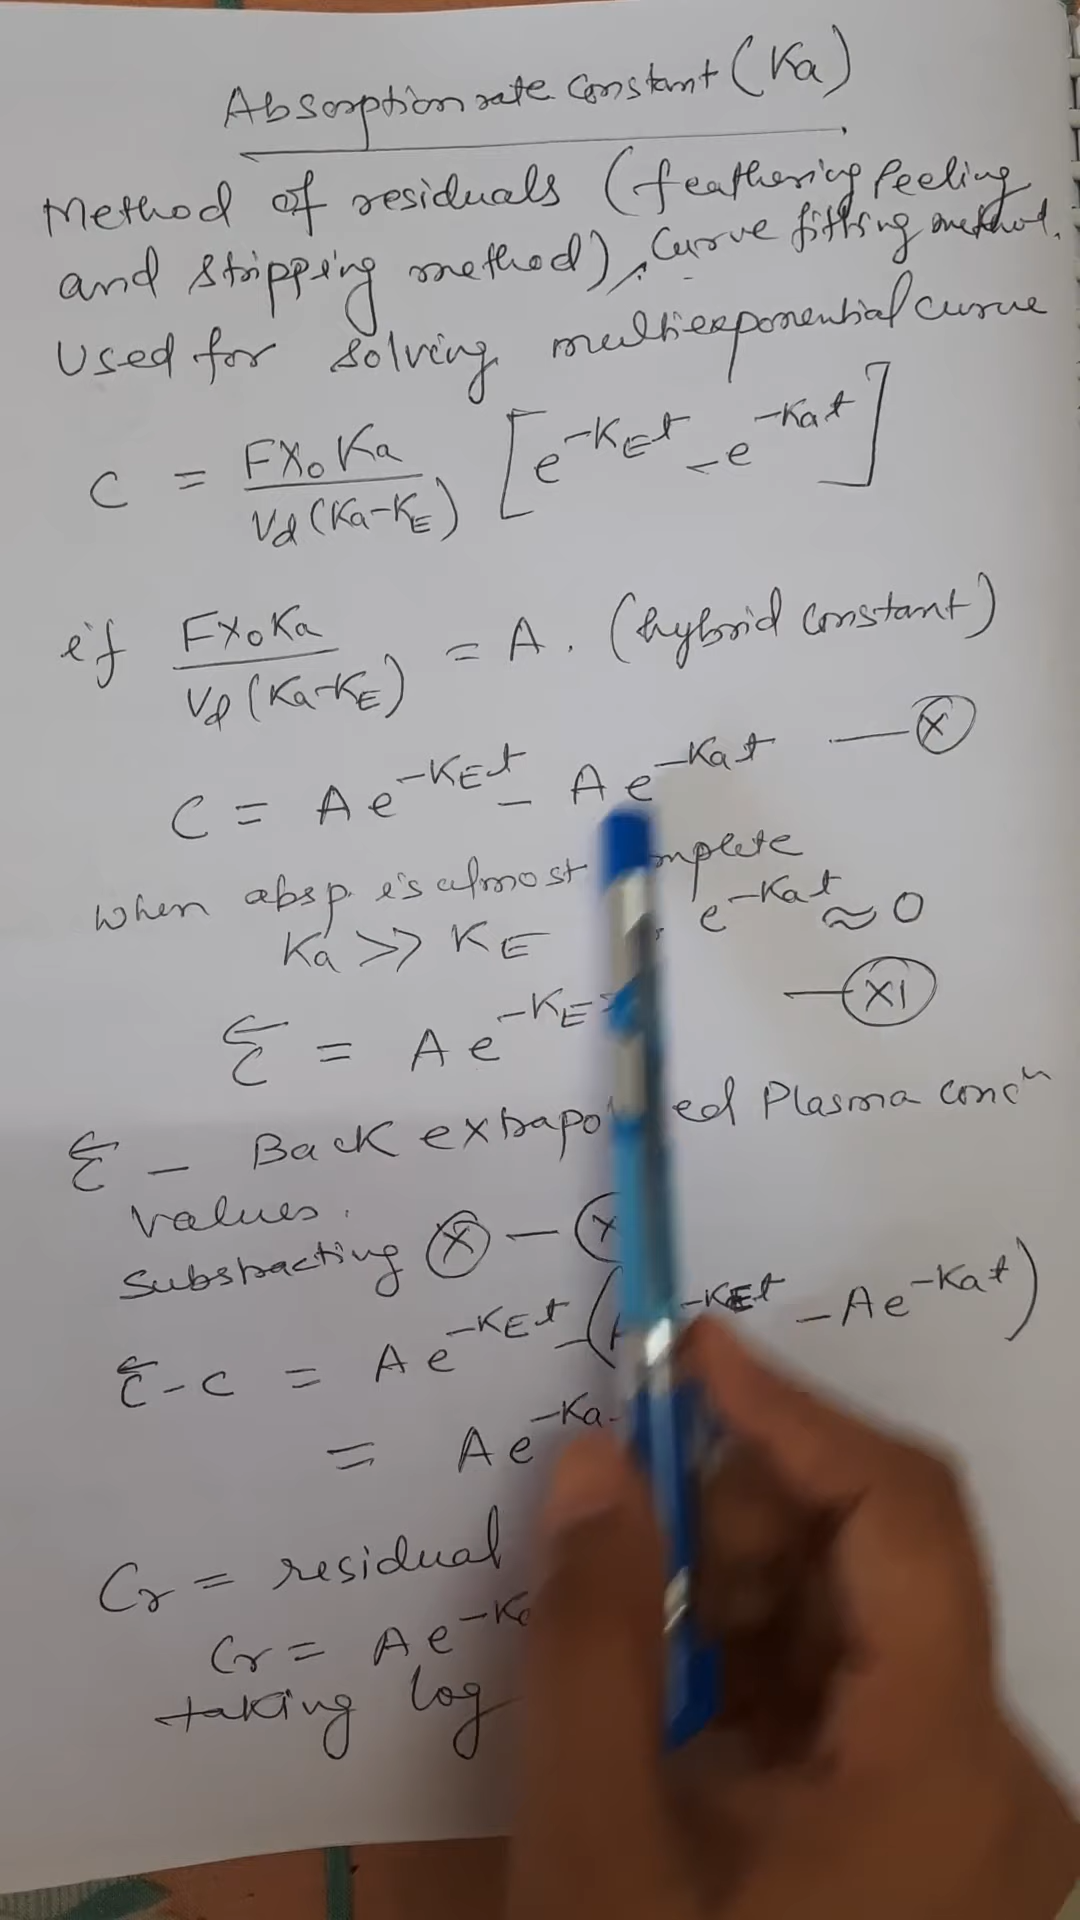 Absorption rate constant (Ka)
Method of residuals (feathering peeling
and stripping method), Curve fitting method.
Used for solving multiexponential curve
C = FX₀Ka / Vd(Ka-KE) [e^-KEt - e^-Kat]
if FX₀Ka / Vd(Ka-KE) = A. (hybrid constant)
C = Ae^-KEt - Ae^-Kat — (X)
When absp. is almost
Ka >> KE e^-Kat ≈ 0
C⃖ = Ae^-KE — (XI)
C⃖ - Back plasma concⁿ
values.
Substracting (X) - (X
C⃖ - C = Ae^-KEt - ( -KEt - Ae^-Kat)
= Ae^-Ka
Cr = residual
Cr = Ae^-K
taking log